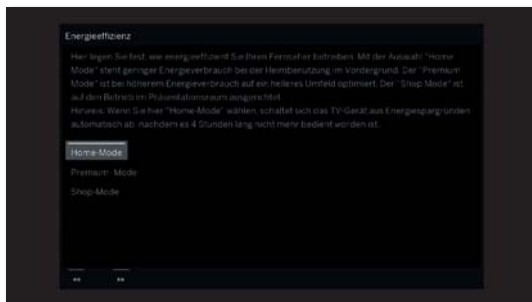 Energieeffizienz
Hier legen Sie fest, wie energieeffizient Sie Ihren Fernseher betreiben. Mit der Auswahl "Home
Mode" steht geringer Energieverbrauch bei der Heimbenutzung im Vordergrund. Der "Premium
Mode" ist bei höherem Energieverbrauch auf ein helleres Umfeld optimiert. Der "Shop Mode" ist
auf den Betrieb im Präsentationsraum ausgerichtet.
Hinweis: Wenn Sie hier "Home-Mode" wählen, schaltet sich das TV-Gerät aus Energiespargründen
automatisch ab, nachdem es 4 Stunden lang nicht mehr bedient worden ist.
Home-Mode
Premium-Mode
Shop-Mode